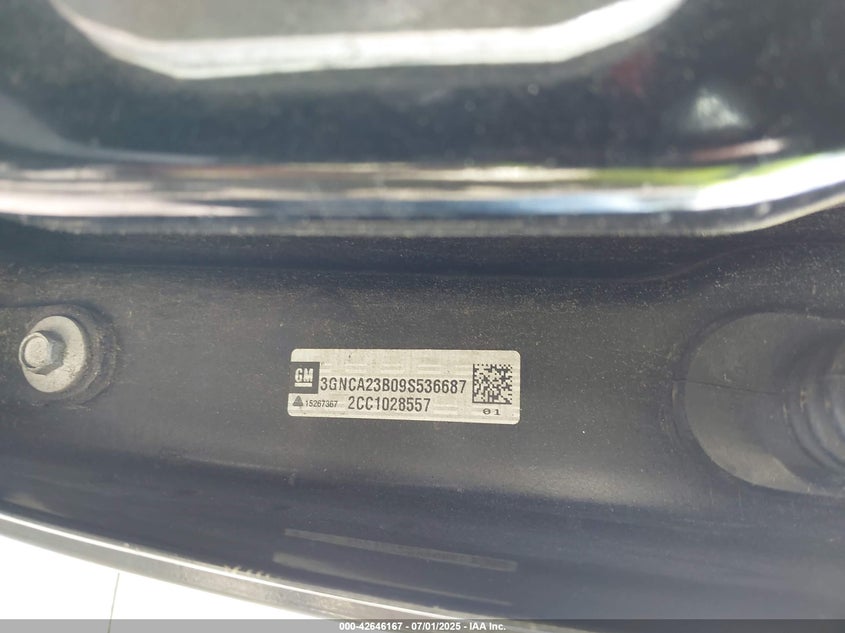 GM
3GNCA23B09S536687
15267367 2CC1028557
01
000-42646167 - 07/01/2025 - IAA Inc.